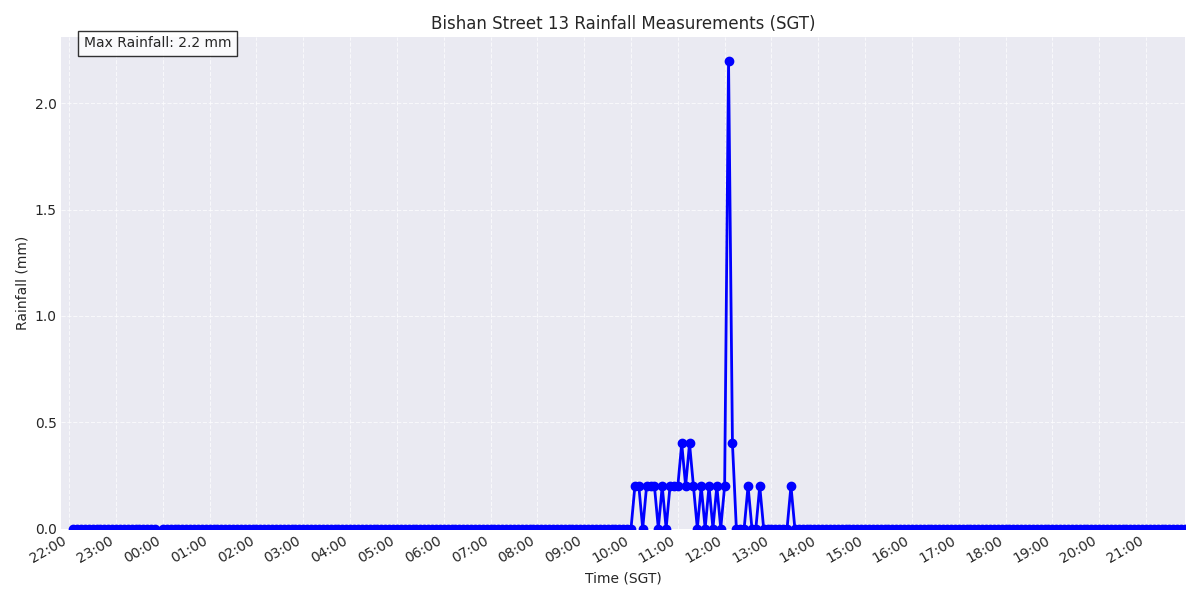 Bishan Street 13 Rainfall Measurements (SGT)
Max Rainfall: 2.2 mm
2.0
1.5
1.0
0.5
0.0
Rainfall (mm)
22:00 23:00 00:00 01:00 02:00 03:00 04:00 05:00 06:00 07:00 08:00 09:00 10:00 11:00 12:00 13:00 14:00 15:00 16:00 17:00 18:00 19:00 20:00 21:00
Time (SGT)